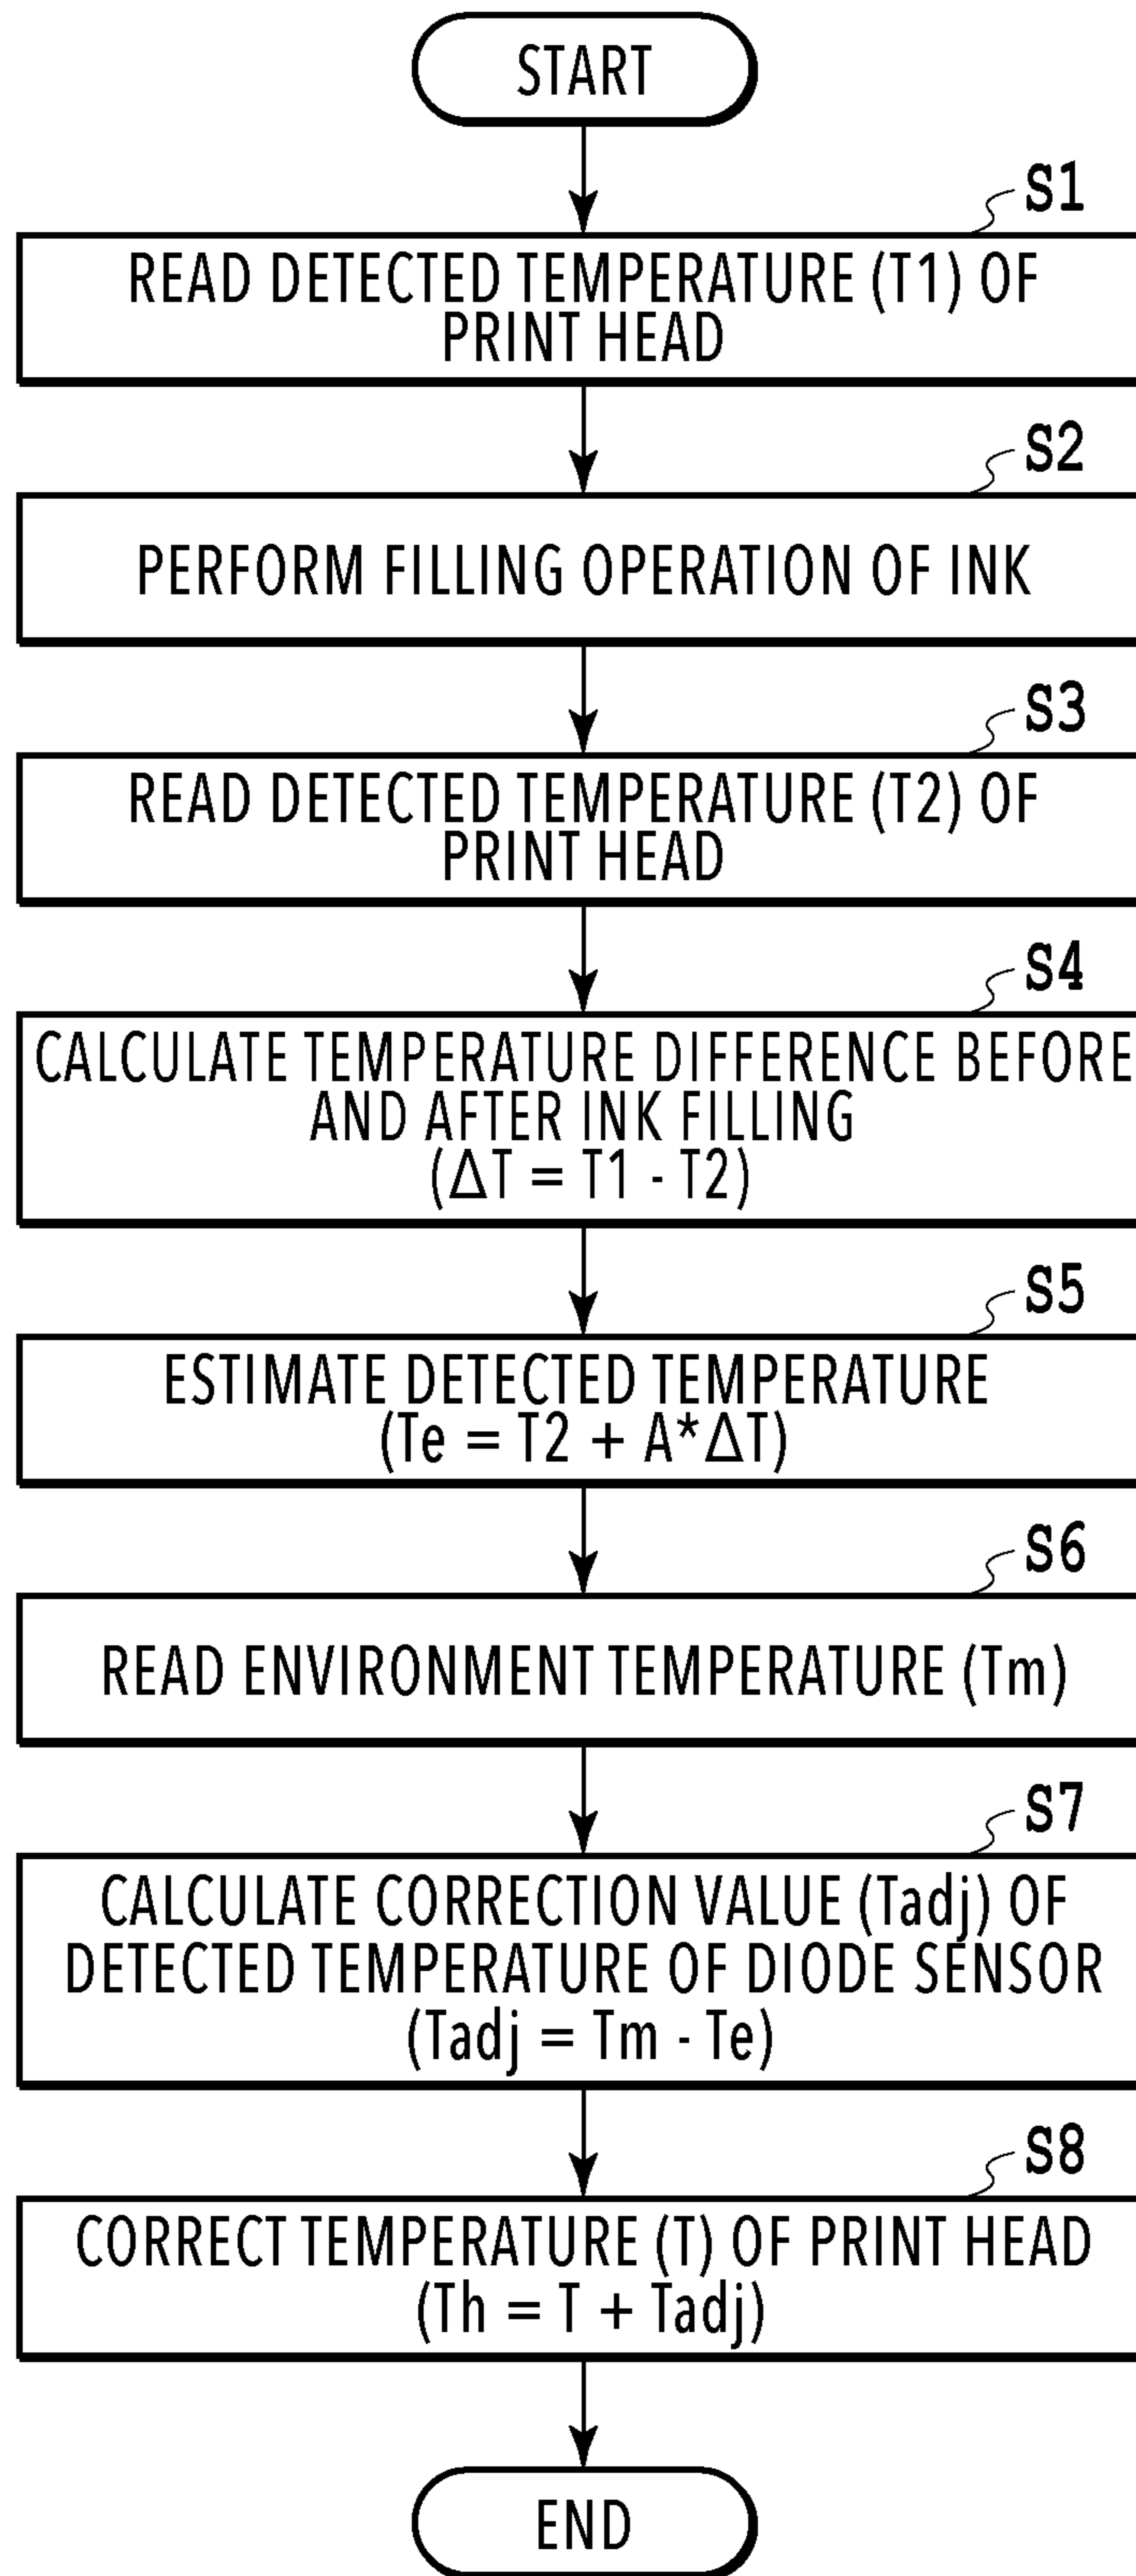 START
S1
READ DETECTED TEMPERATURE (T1) OF
PRINT HEAD
S2
PERFORM FILLING OPERATION OF INK
S3
READ DETECTED TEMPERATURE (T2) OF
PRINT HEAD
S4
CALCULATE TEMPERATURE DIFFERENCE BEFORE
AND AFTER INK FILLING
(ΔT = T1 - T2)
S5
ESTIMATE DETECTED TEMPERATURE
(Te = T2 + A*ΔT)
S6
READ ENVIRONMENT TEMPERATURE (Tm)
S7
CALCULATE CORRECTION VALUE (Tadj) OF
DETECTED TEMPERATURE OF DIODE SENSOR
(Tadj = Tm - Te)
S8
CORRECT TEMPERATURE (T) OF PRINT HEAD
(Th = T + Tadj)
END